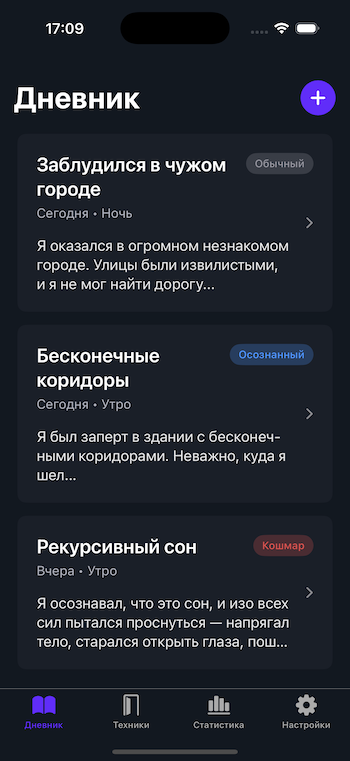 17:09
Дневник
Заблудился в чужом
городе
Обычный
Сегодня • Ночь
Я оказался в огромном незнакомом
городе. Улицы были извилистыми,
и я не мог найти дорогу...
Бесконечные
коридоры
Осознанный
Сегодня • Утро
Я был заперт в здании с бесконеч-
ными коридорами. Неважно, куда я
шел...
Рекурсивный сон
Кошмар
Вчера • Утро
Я осознавал, что это сон, и изо всех
сил пытался проснуться — напрягал
тело, старался открыть глаза, пош...
Дневник
Техники
Статистика
Настройки